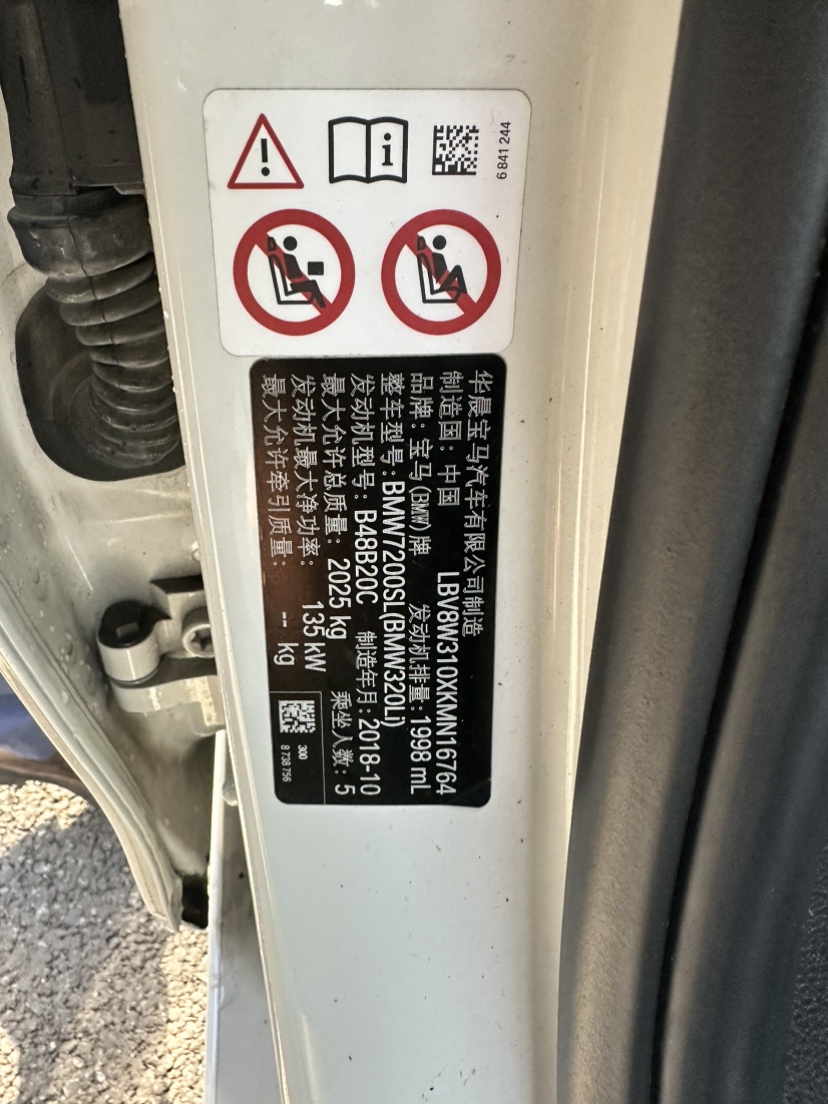 6 841 244
华晨宝马汽车有限公司制造
制造国：中国 LBV8W310XKMN16764
品牌：宝马(BMW)牌 发动机排量：1998 mL
整车型号：BMW7200SL(BMW320Li)
发动机型号：B48B20C 制造年月：2018-10
最大允许总质量：2025 kg 乘坐人数：5
发动机最大净功率：135 kW
最大允许牵引质量：-- kg
300
8 738 756